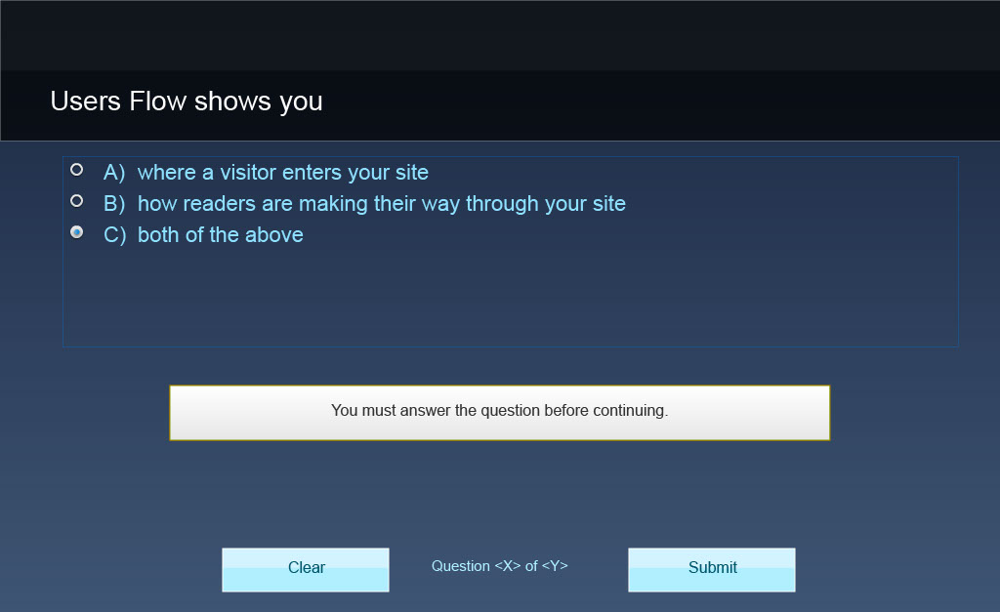 Users Flow shows you
A) where a visitor enters your site
B) how readers are making their way through your site
C) both of the above
You must answer the question before continuing.
Clear
Question <X> of <Y>
Submit